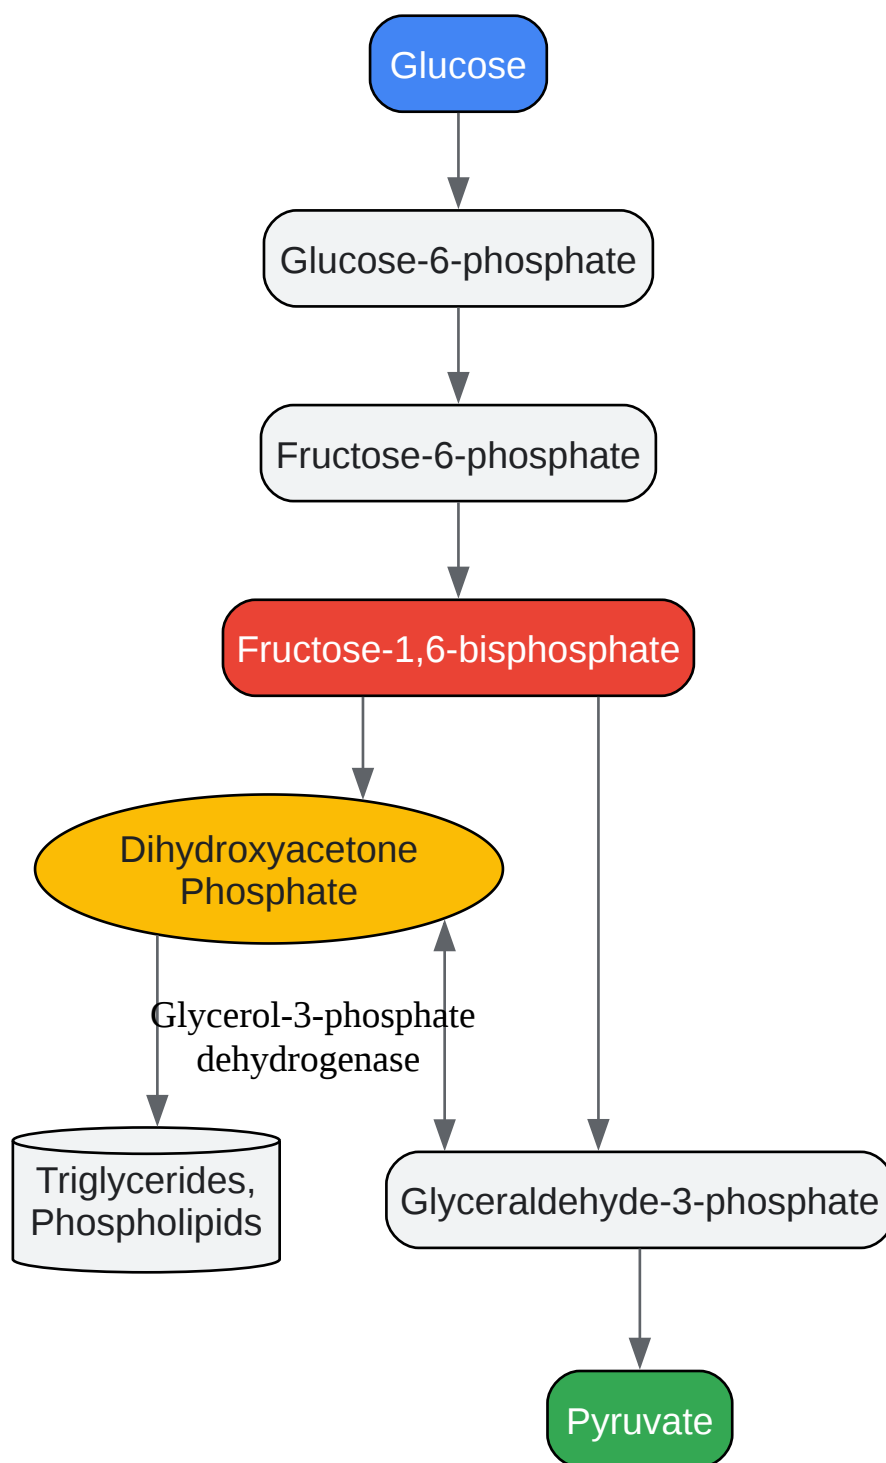 Glucose
Glucose-6-phosphate
Fructose-6-phosphate
Fructose-1,6-bisphosphate
Dihydroxyacetone
Phosphate
Glycerol-3-phosphate
dehydrogenase
Triglycerides,
Phospholipids
Glyceraldehyde-3-phosphate
Pyruvate